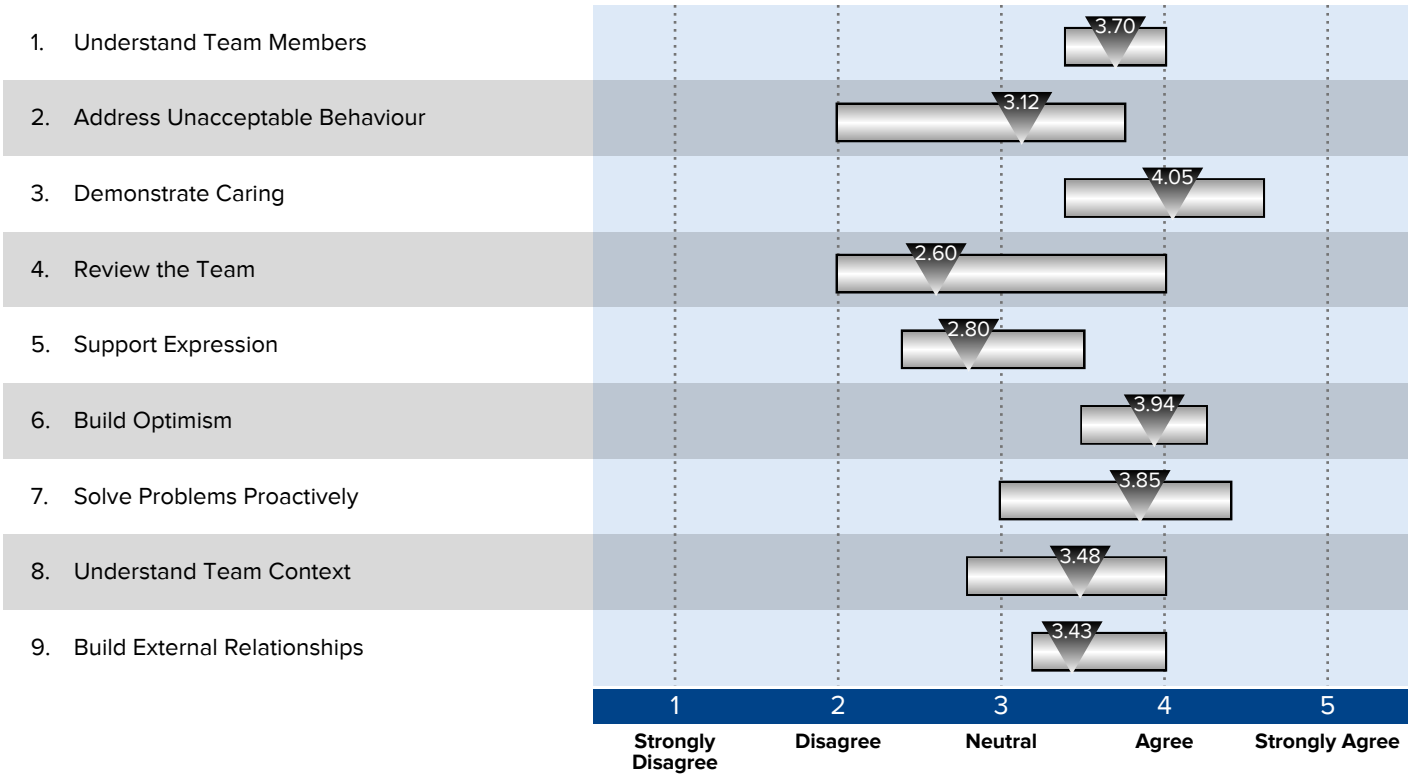 1. Understand Team Members
3.70
2. Address Unacceptable Behaviour
3.12
3. Demonstrate Caring
4.05
4. Review the Team
2.60
5. Support Expression
2.80
6. Build Optimism
3.94
7. Solve Problems Proactively
3.85
8. Understand Team Context
3.48
9. Build External Relationships
3.43
1 2 3 4 5
Strongly Disagree Neutral Agree Strongly Agree
Disagree